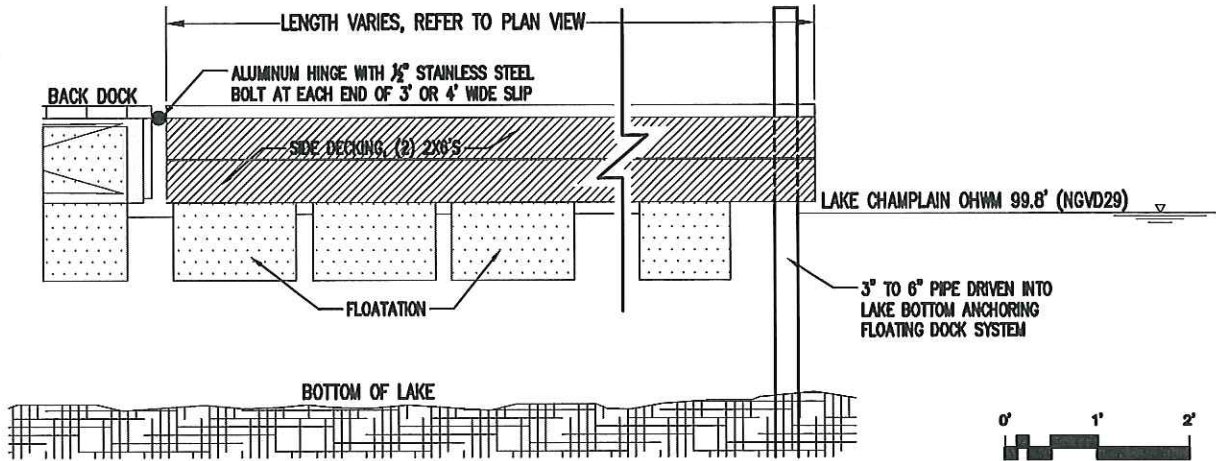 LENGTH VARIES, REFER TO PLAN VIEW
ALUMINUM HINGE WITH ½" STAINLESS STEEL
BOLT AT EACH END OF 3' OR 4' WIDE SLIP
BACK DOCK
SIDE DECKING, (2) 2X6'S
LAKE CHAMPLAIN OHWM 99.8' (NGVD29)
FLOATATION
3" TO 6" PIPE DRIVEN INTO
LAKE BOTTOM ANCHORING
FLOATING DOCK SYSTEM
BOTTOM OF LAKE
0' 1' 2'